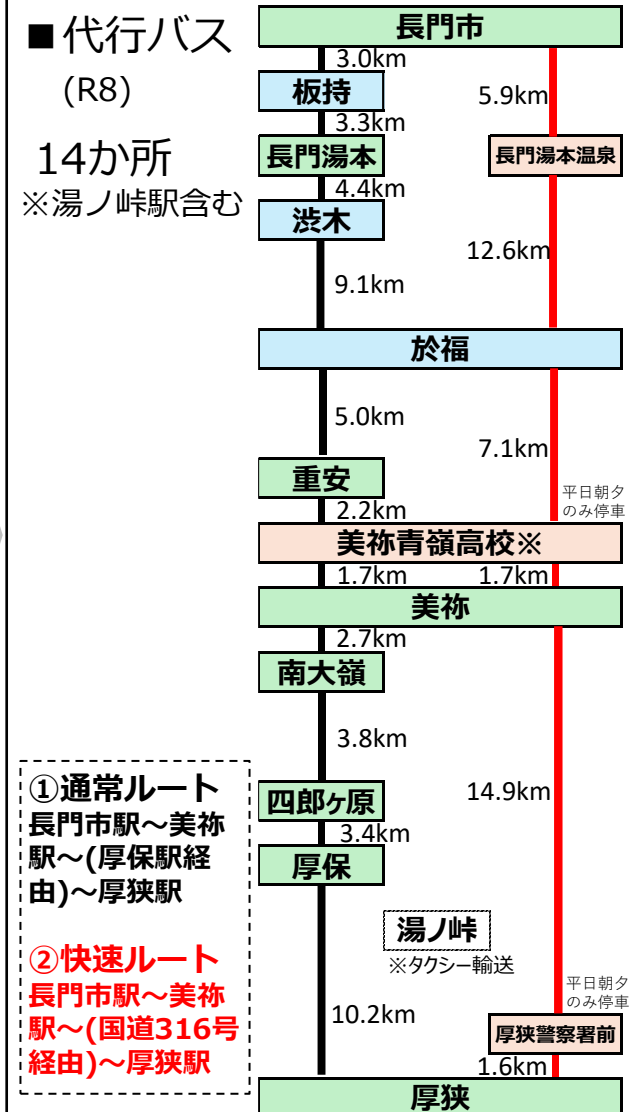 ■代行バス
(R8)
14か所
※湯ノ峠駅含む
長門市
3.0km
板持
5.9km
3.3km
長門湯本
長門湯本温泉
4.4km
渋木
12.6km
9.1km
於福
5.0km
7.1km
重安
平日朝夕
のみ停車
2.2km
美祢青嶺高校※
1.7km
1.7km
美祢
2.7km
南大嶺
3.8km
14.9km
四郎ヶ原
3.4km
厚保
湯ノ峠
※タクシー輸送
10.2km
平日朝夕
のみ停車
厚狭警察署前
1.6km
厚狭
①通常ルート
長門市駅～美祢
駅～(厚保駅経
由)～厚狭駅
②快速ルート
長門市駅～美祢
駅～(国道316号
経由)～厚狭駅